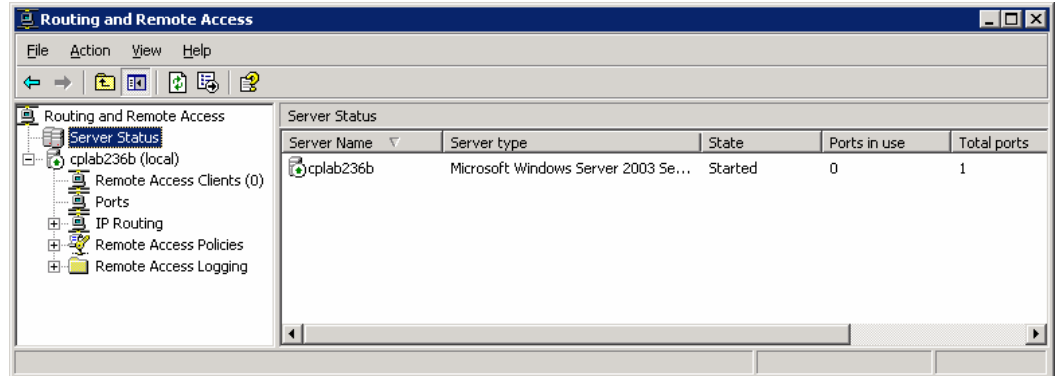 Routing and Remote Access
File Action View Help
Routing and Remote Access
Server Status
cplab236b (local)
Remote Access Clients (0)
Ports
IP Routing
Remote Access Policies
Remote Access Logging
Server Status
Server Name Server type State Ports in use Total ports
cplab236b Microsoft Windows Server 2003 Se... Started 0 1